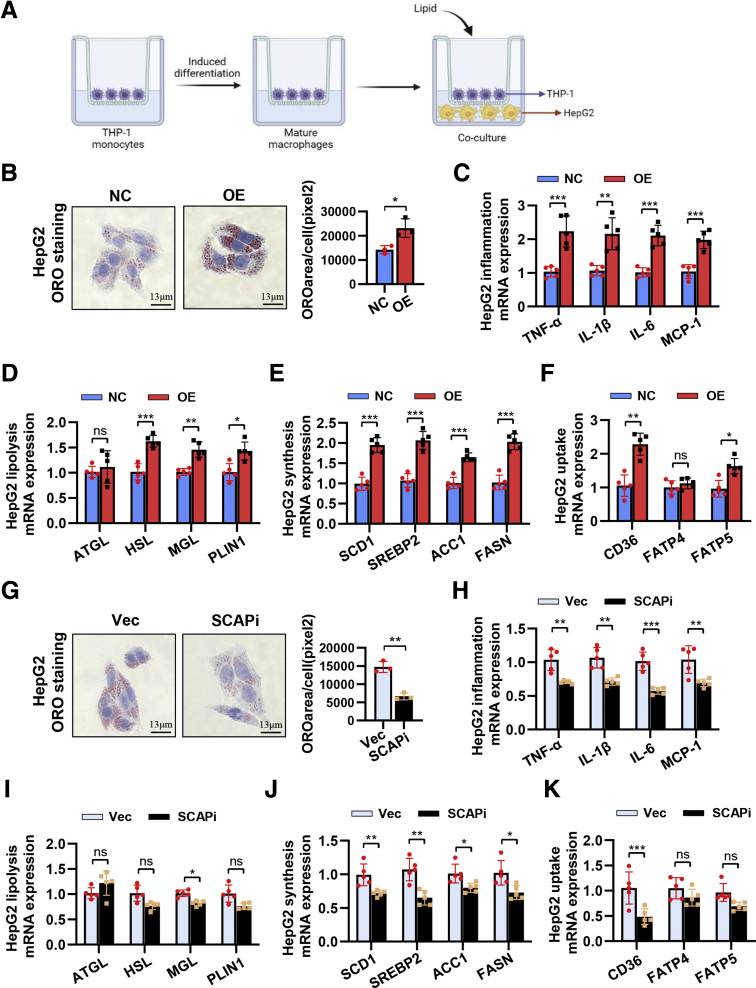 A
Lipid
Induced
differentiation
THP-1
HepG2
THP-1
monocytes
Mature
macrophages
Co-culture
B
NC
OE
HepG2
ORO staining
13μm
13μm
OROarea/cell(pixel2)
30000
20000
10000
0
*
NC
OE
C
NC
OE
HepG2 inflammation
mRNA expression
3
2
1
0
***
**
***
***
TNF-α
IL-1β
IL-6
MCP-1
D
NC
OE
HepG2 lipolysis
mRNA expression
2.0
1.5
1.0
0.5
0.0
ns
***
**
*
ATGL
HSL
MGL
PLIN1
E
NC
OE
HepG2 synthesis
mRNA expression
2.5
2.0
1.5
1.0
0.5
0.0
***
***
***
***
SCD1
SREBP2
ACC1
FASN
F
NC
OE
HepG2 uptake
mRNA expression
3
2
1
0
**
ns
*
CD36
FATP4
FATP5
G
Vec
SCAPi
HepG2
ORO staining
13μm
13μm
OROarea/cell(pixel2)
20000
15000
10000
5000
0
**
Vec
SCAPi
H
Vec
SCAPi
HepG2 inflammation
mRNA expression
1.5
1.0
0.5
0.0
**
**
***
**
TNF-α
IL-1β
IL-6
MCP-1
I
Vec
SCAPi
HepG2 lipolysis
mRNA expression
2.0
1.5
1.0
0.5
0.0
ns
ns
*
ns
ATGL
HSL
MGL
PLIN1
J
Vec
SCAPi
HepG2 synthesis
mRNA expression
1.5
1.0
0.5
0.0
**
**
*
*
SCD1
SREBP2
ACC1
FASN
K
Vec
SCAPi
HepG2 uptake
mRNA expression
2.0
1.5
1.0
0.5
0.0
***
ns
ns
CD36
FATP4
FATP5